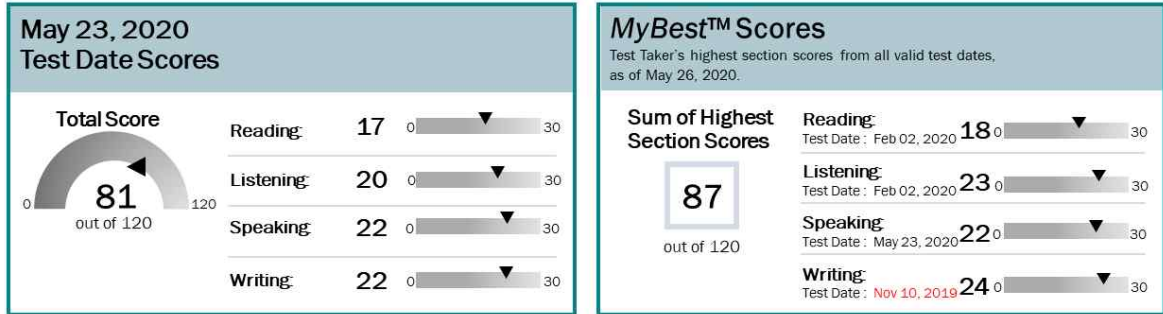 May 23, 2020
Test Date Scores
Total Score
0
81
120
out of 120
Reading: 17 0 30
Listening: 20 0 30
Speaking: 22 0 30
Writing: 22 0 30
MyBest™ Scores
Test Taker's highest section scores from all valid test dates,
as of May 26, 2020.
Sum of Highest
Section Scores
87
out of 120
Reading:
Test Date : Feb 02, 2020 18 0 30
Listening:
Test Date : Feb 02, 2020 23 0 30
Speaking:
Test Date : May 23, 2020 22 0 30
Writing:
Test Date : Nov 10, 2019 24 0 30